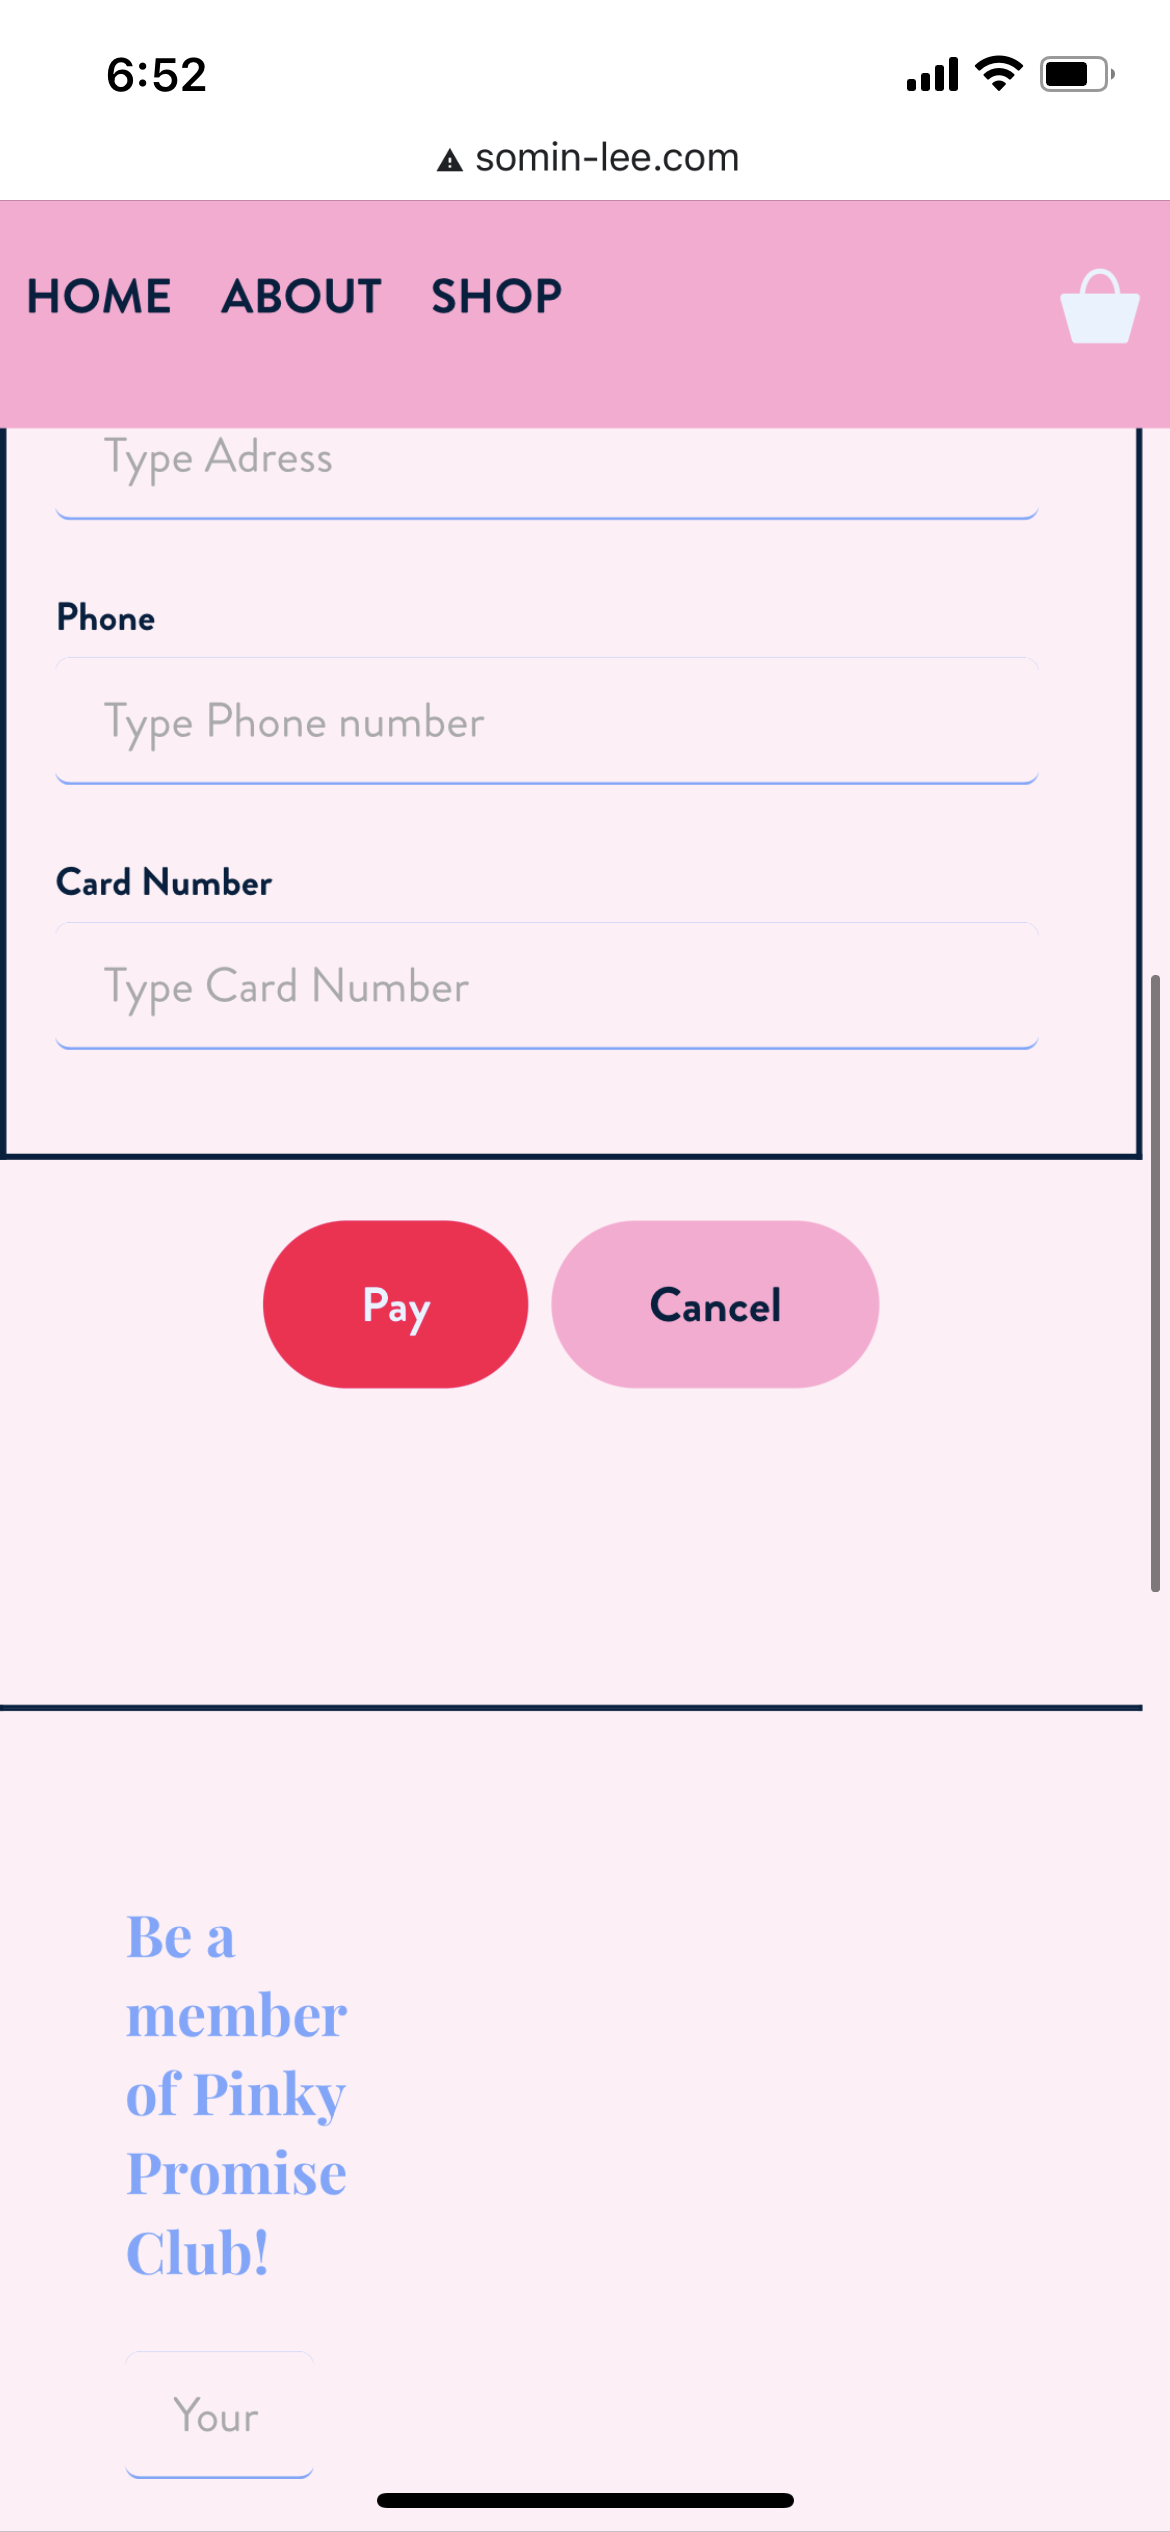 6:52
somin-lee.com
HOME ABOUT SHOP
Type Adress
Phone
Type Phone number
Card Number
Type Card Number
Pay Cancel
Be a
member
of Pinky
Promise
Club!
Your